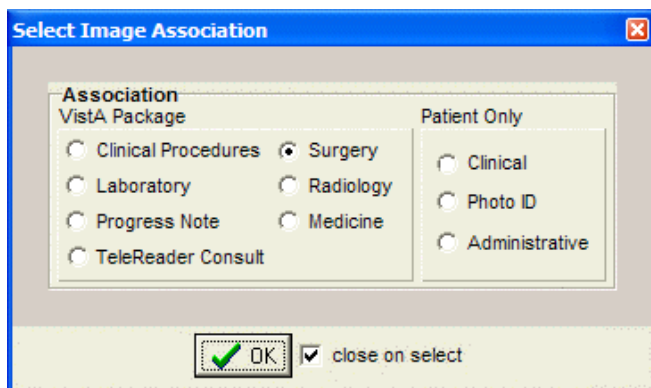 Select Image Association
Association
VistA Package
Patient Only
Clinical Procedures
Surgery
Clinical
Laboratory
Radiology
Photo ID
Progress Note
Medicine
Administrative
TeleReader Consult
OK
close on select